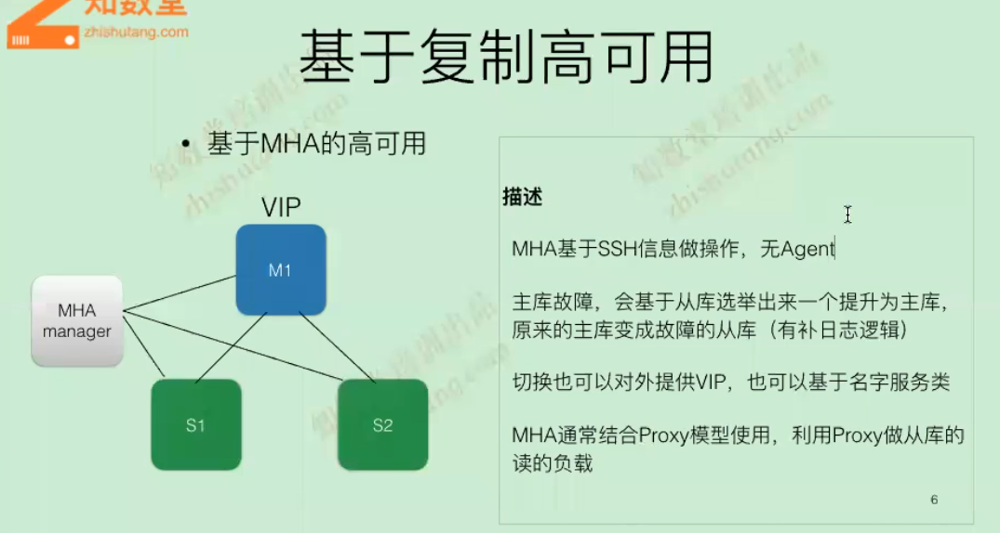 知数堂
zhishutang.com
基于复制高可用
• 基于MHA的高可用
VIP
M1
MHA
manager
S1
S2
描述
MHA基于SSH信息做操作，无Agent
主库故障，会基于从库选举出来一个提升为主库，
原来的主库变成故障的从库（有补日志逻辑）
切换也可以对外提供VIP，也可以基于名字服务类
MHA通常结合Proxy模型使用，利用Proxy做从库的
读的负载
6